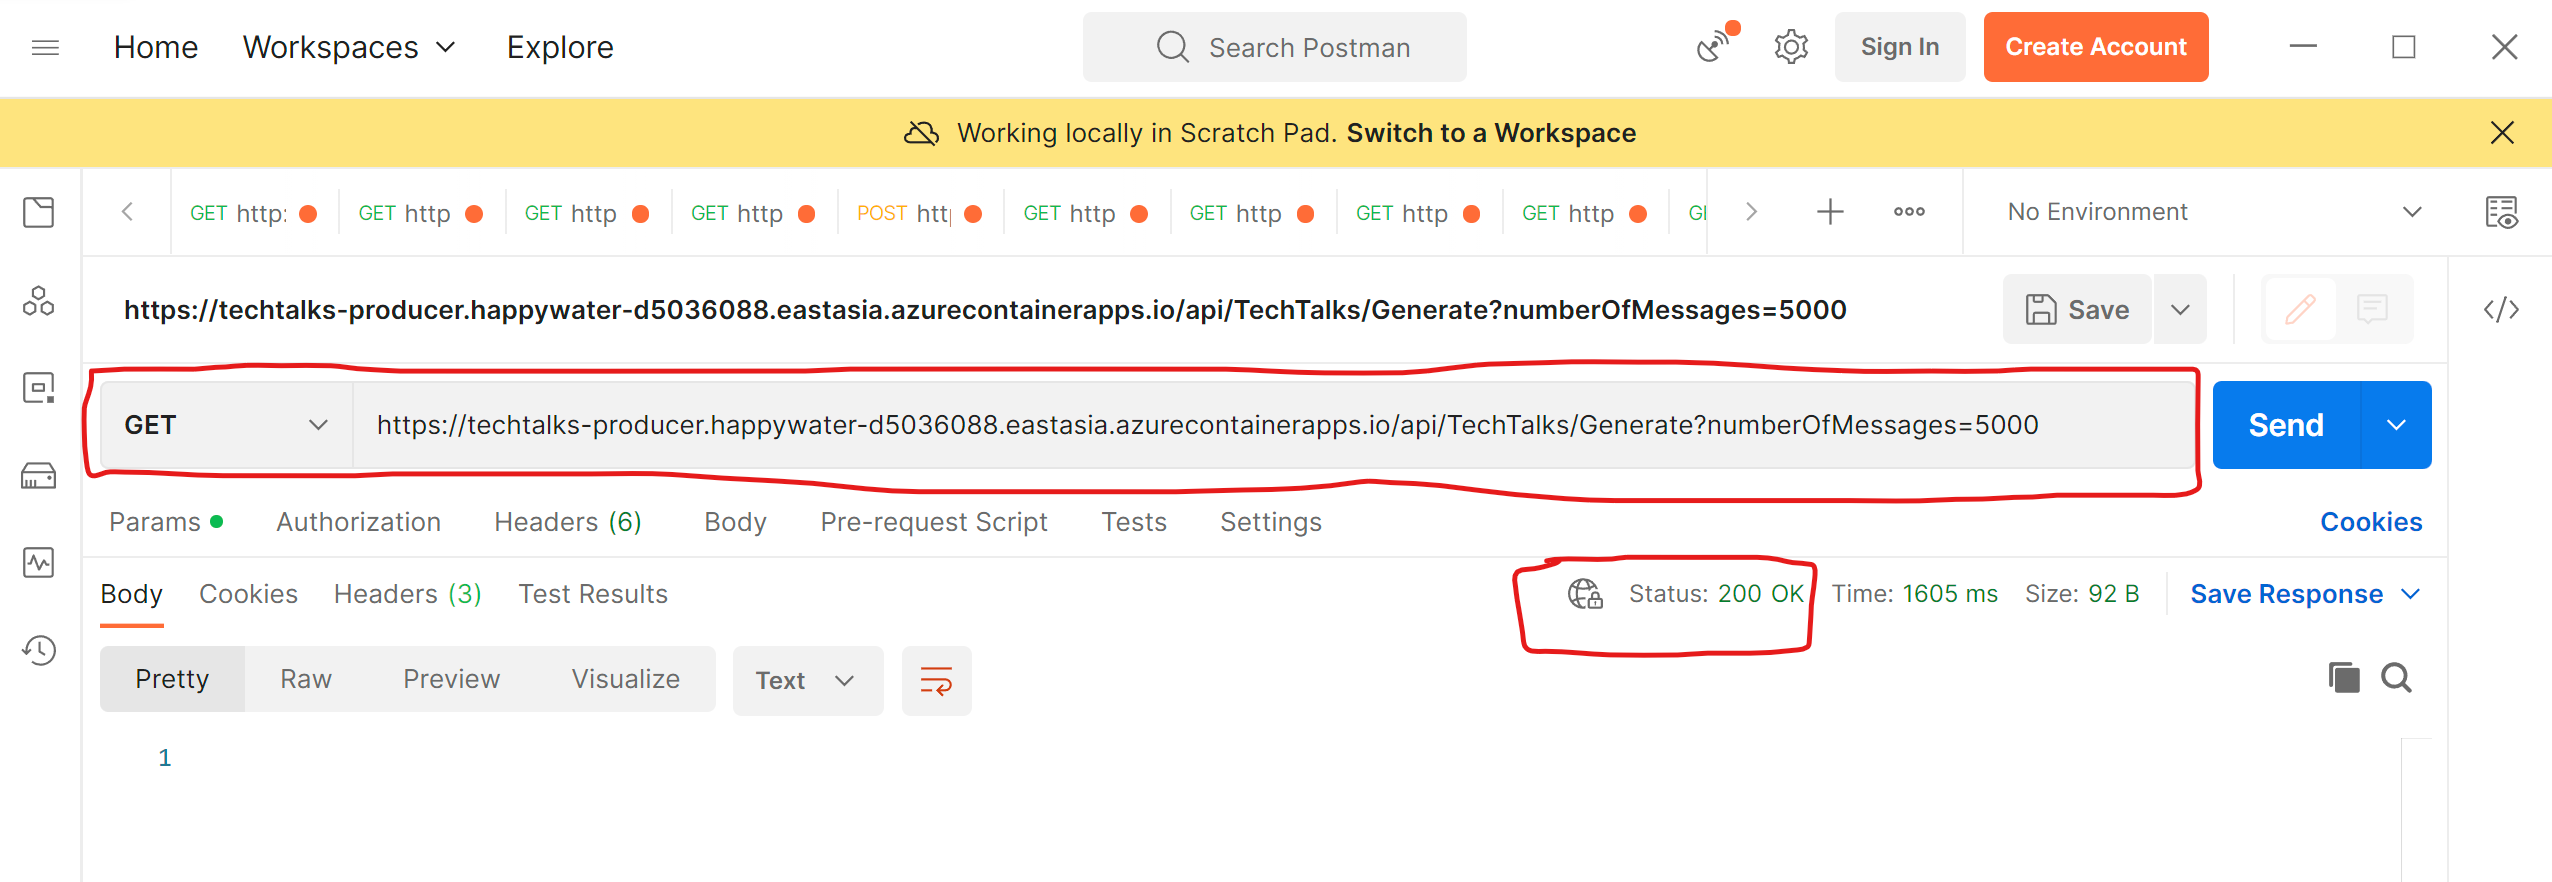 Home Workspaces Explore Search Postman Sign In Create Account
Working locally in Scratch Pad. Switch to a Workspace
GET http: GET http GET http GET http POST htt GET http GET http GET http GET http GI No Environment
https://techtalks-producer.happywater-d5036088.eastasia.azurecontainerapps.io/api/TechTalks/Generate?numberOfMessages=5000 Save </>
GET https://techtalks-producer.happywater-d5036088.eastasia.azurecontainerapps.io/api/TechTalks/Generate?numberOfMessages=5000 Send
Params Authorization Headers (6) Body Pre-request Script Tests Settings Cookies
Body Cookies Headers (3) Test Results Status: 200 OK Time: 1605 ms Size: 92 B Save Response
Pretty Raw Preview Visualize Text
1